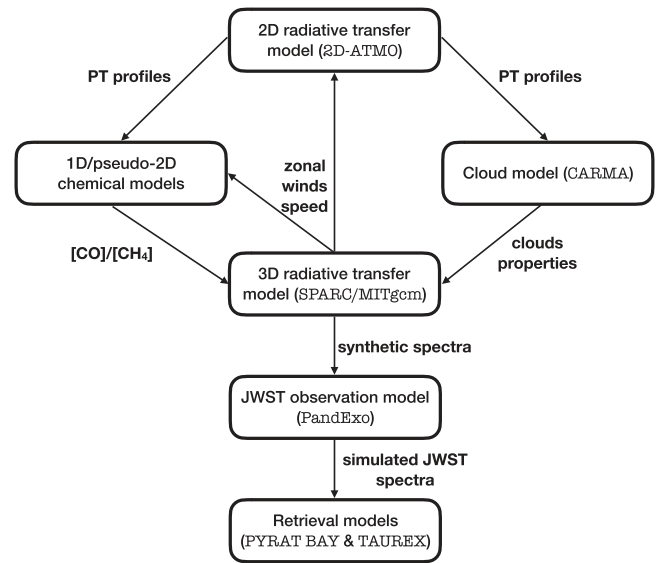 2D radiative transfer
model (2D-ATMO)
PT profiles
PT profiles
1D/pseudo-2D
chemical models
zonal
winds
speed
Cloud model (CARMA)
[CO]/[CH₄]
clouds
properties
3D radiative transfer
model (SPARC/MITgcm)
synthetic spectra
JWST observation model
(PandExo)
simulated JWST
spectra
Retrieval models
(PYRAT BAY & TAUREX)